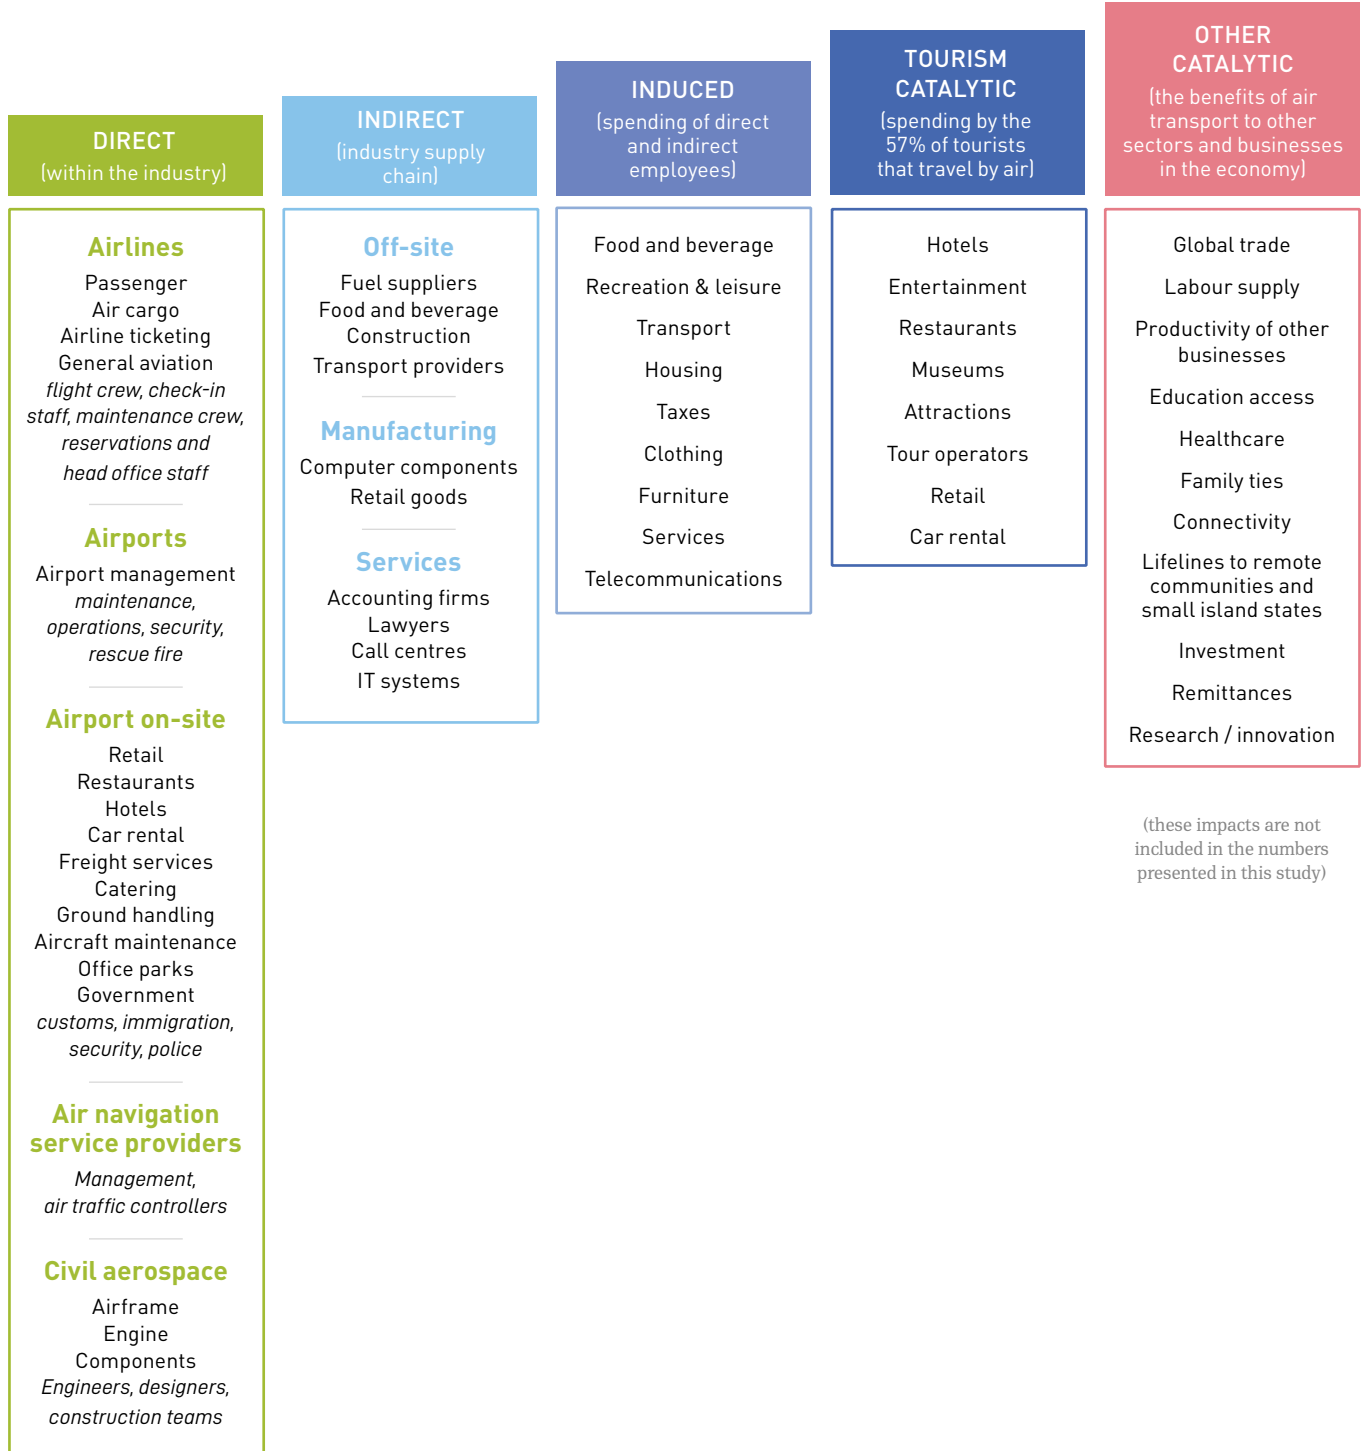 DIRECT
(within the industry)
Airlines
Passenger
Air cargo
Airline ticketing
General aviation
flight crew, check-in
staff, maintenance crew,
reservations and
head office staff
Airports
Airport management
maintenance,
operations, security,
rescue fire
Airport on-site
Retail
Restaurants
Hotels
Car rental
Freight services
Catering
Ground handling
Aircraft maintenance
Office parks
Government
customs, immigration,
security, police
Air navigation
service providers
Management,
air traffic controllers
Civil aerospace
Airframe
Engine
Components
Engineers, designers,
construction teams
INDIRECT
(industry supply
chain)
Off-site
Fuel suppliers
Food and beverage
Construction
Transport providers
Manufacturing
Computer components
Retail goods
Services
Accounting firms
Lawyers
Call centres
IT systems
INDUCED
(spending of direct
and indirect
employees)
Food and beverage
Recreation & leisure
Transport
Housing
Taxes
Clothing
Furniture
Services
Telecommunications
TOURISM
CATALYTIC
(spending by the
57% of tourists
that travel by air)
Hotels
Entertainment
Restaurants
Museums
Attractions
Tour operators
Retail
Car rental
OTHER
CATALYTIC
(the benefits of air
transport to other
sectors and businesses
in the economy)
Global trade
Labour supply
Productivity of other
businesses
Education access
Healthcare
Family ties
Connectivity
Lifelines to remote
communities and
small island states
Investment
Remittances
Research / innovation
(these impacts are not
included in the numbers
presented in this study)